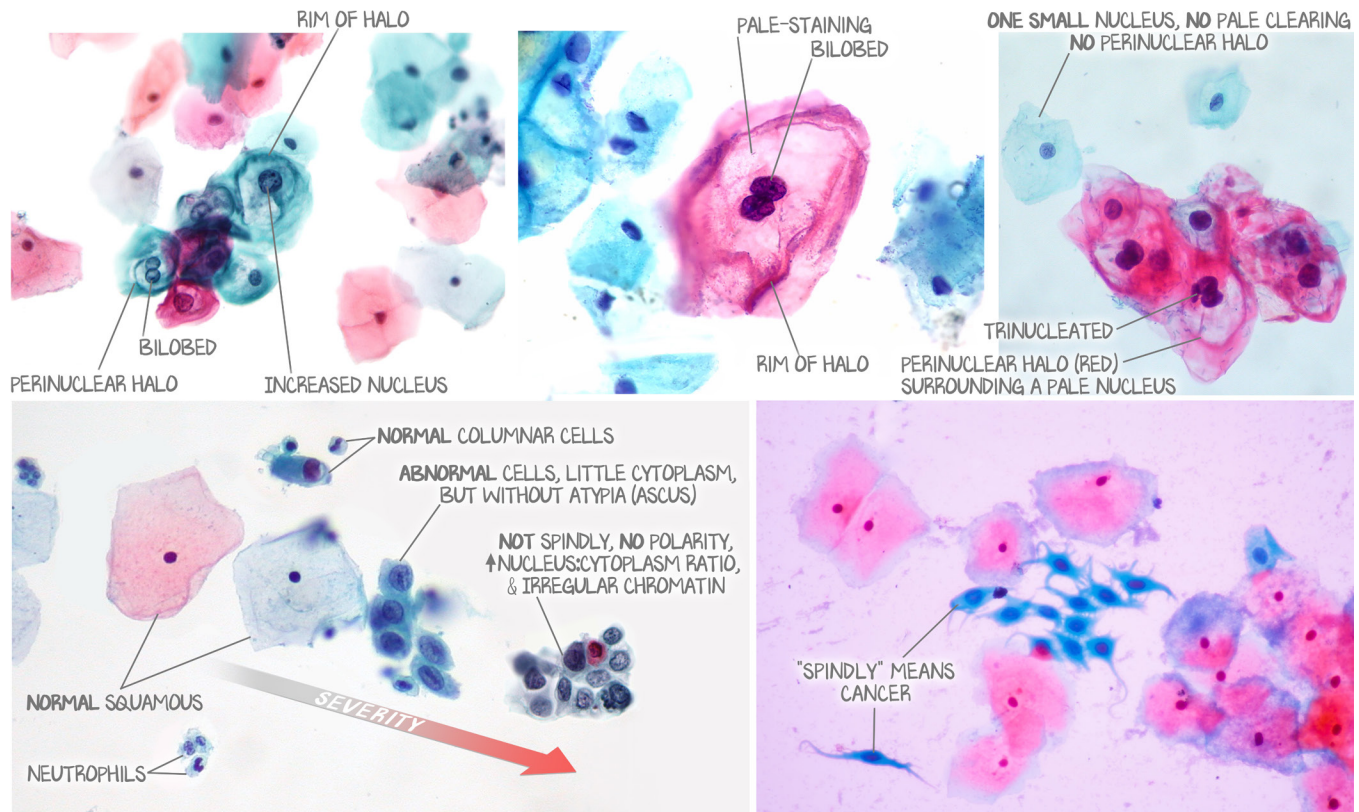 RIM OF HALO
BILOBED
PERINUCLEAR HALO
INCREASED NUCLEUS
PALE-STAINING
BILOBED
RIM OF HALO
ONE SMALL NUCLEUS, NO PALE CLEARING
NO PERINUCLEAR HALO
TRINUCLEATED
PERINUCLEAR HALO (RED)
SURROUNDING A PALE NUCLEUS
NORMAL COLUMNAR CELLS
ABNORMAL CELLS, LITTLE CYTOPLASM,
BUT WITHOUT ATYPIA (ASCUS)
NOT SPINDLY, NO POLARITY,
↑NUCLEUS:CYTOPLASM RATIO,
& IRREGULAR CHROMATIN
NORMAL SQUAMOUS
SEVERITY
NEUTROPHILS
"SPINDLY" MEANS
CANCER